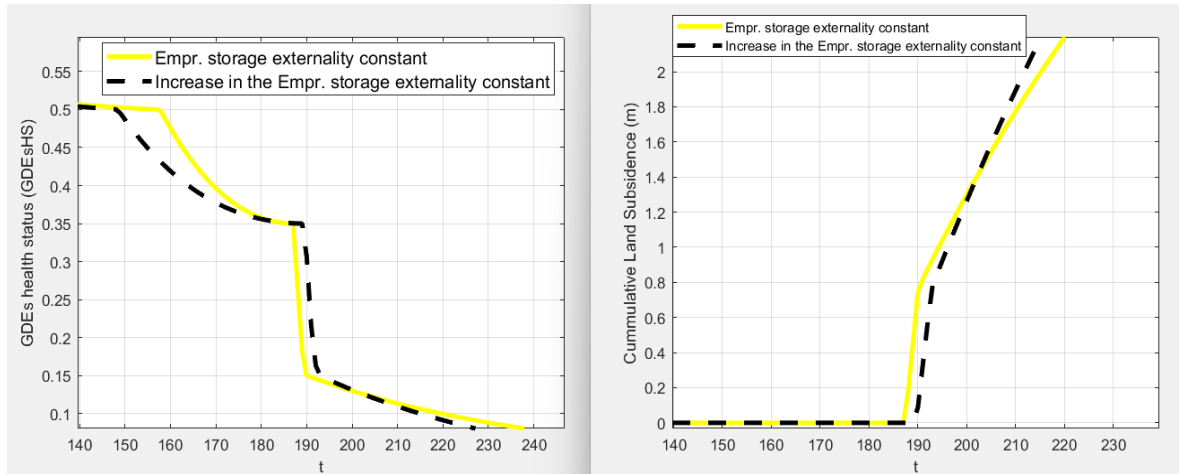 Empr. storage externality constant
Increase in the Empr. storage externality constant
GDEs health status (GDEsHS)
0.55
0.5
0.45
0.4
0.35
0.3
0.25
0.2
0.15
0.1
140 150 160 170 180 190 200 210 220 230 240
t
Empr. storage externality constant
Increase in the Empr. storage externality constant
Cummulative Land Subsidence (m)
2
1.8
1.6
1.4
1.2
1
0.8
0.6
0.4
0.2
0
140 150 160 170 180 190 200 210 220 230
t